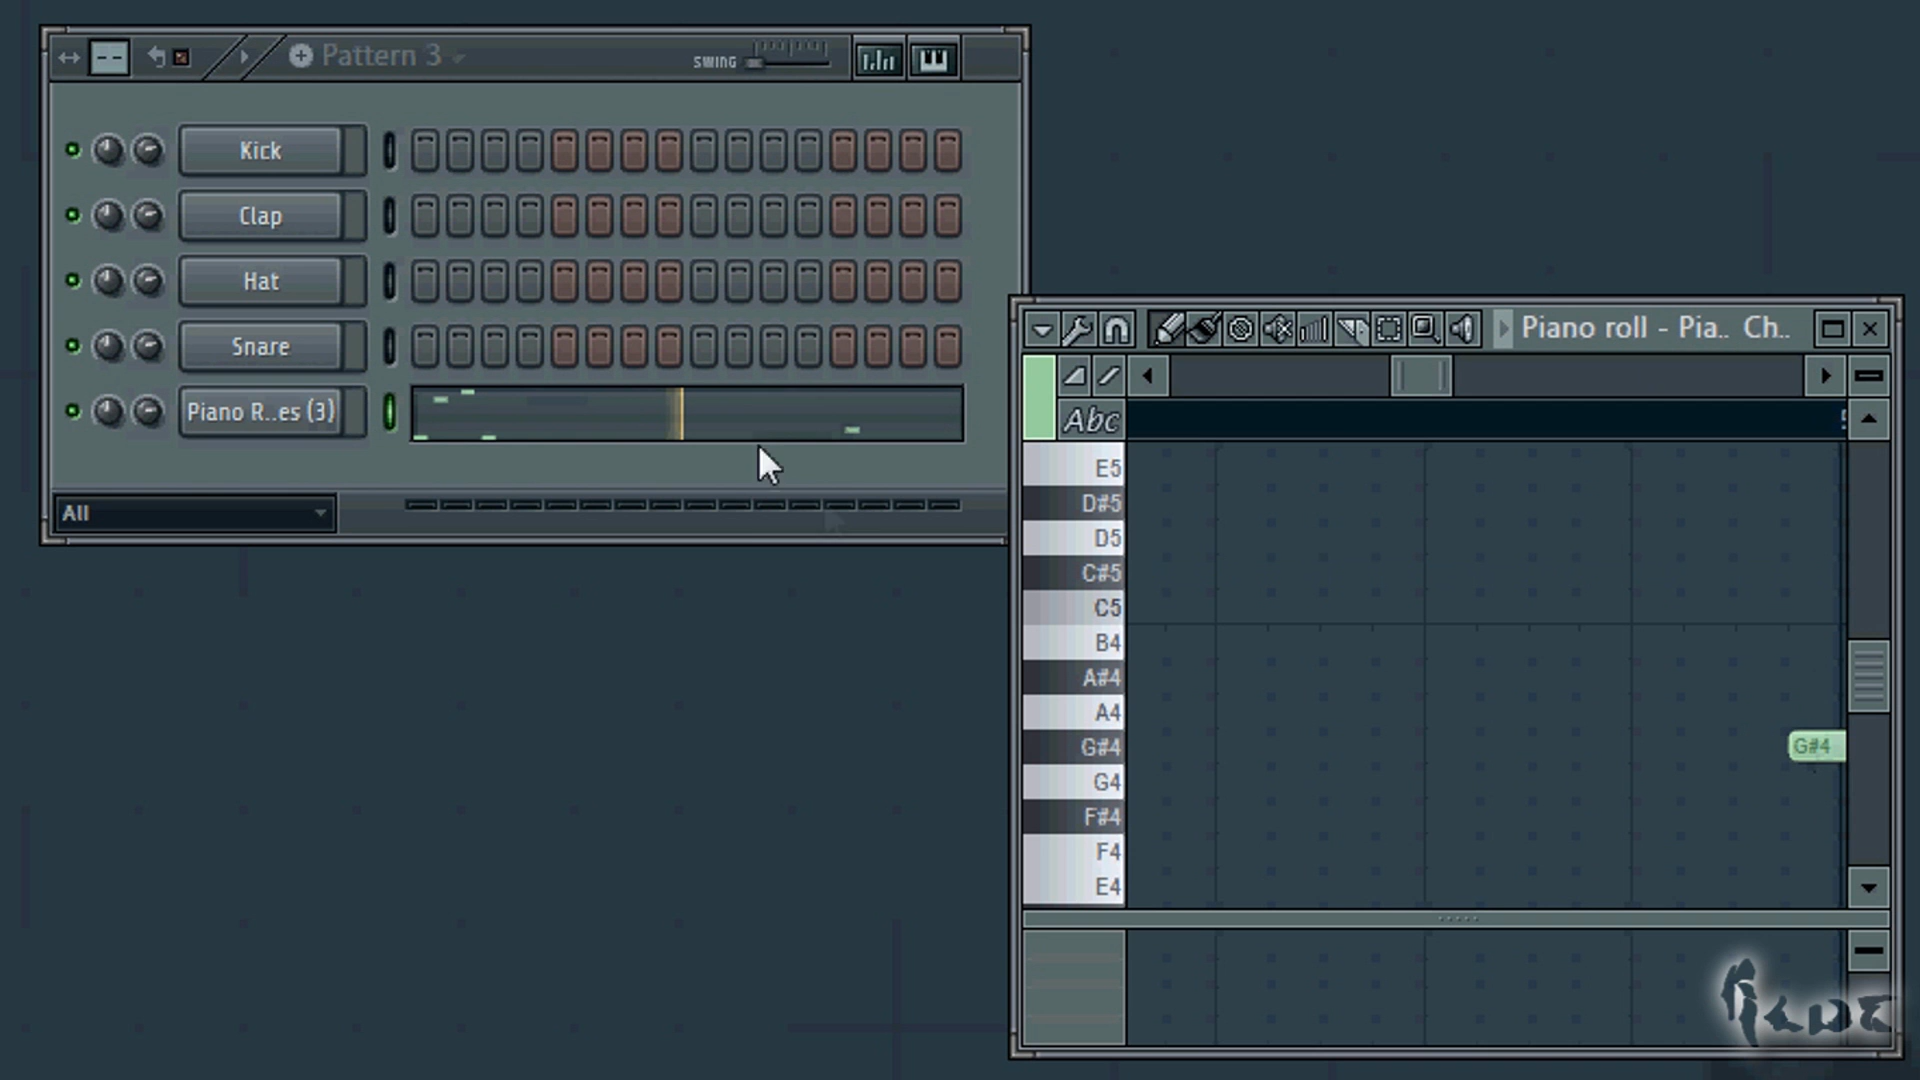 Pattern 3
SWING
Kick
Clap
Hat
Snare
Piano R..es (3)
All
Piano roll - Pia.. Ch..
Abc
E5
D#5
D5
C#5
C5
B4
A#4
A4
G#4
G#4
G4
F#4
F4
E4